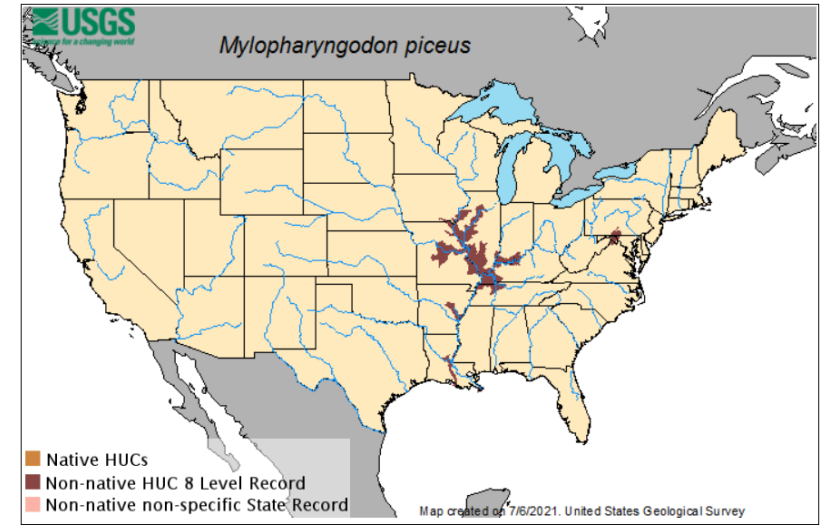 USGS
science for a changing world
Mylopharyngodon piceus
Native HUCs
Non-native HUC 8 Level Record
Non-native non-specific State Record
Map created on 7/6/2021. United States Geological Survey